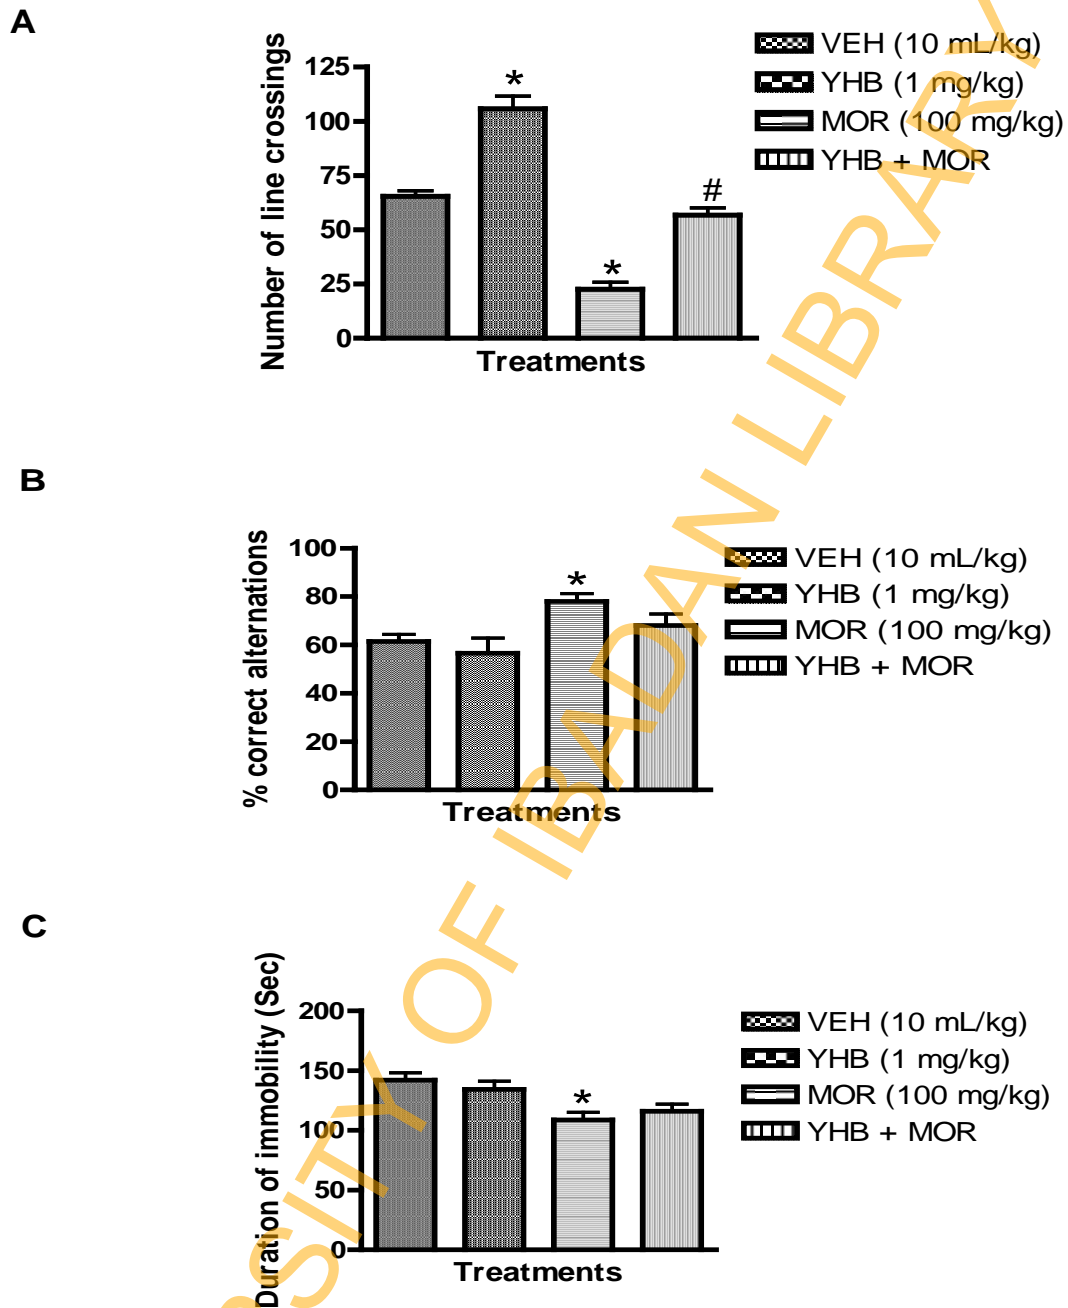 A
Number of line crossings
125
100
75
50
25
0
*
*
#
Treatments
VEH (10 mL/kg)
YHB (1 mg/kg)
MOR (100 mg/kg)
YHB + MOR
B
% correct alternations
100
80
60
40
20
0
*
Treatments
VEH (10 mL/kg)
YHB (1 mg/kg)
MOR (100 mg/kg)
YHB + MOR
C
Duration of immobility (Sec)
200
150
100
50
0
*
Treatments
VEH (10 mL/kg)
YHB (1 mg/kg)
MOR (100 mg/kg)
YHB + MOR
RSITY OF IBADAN LIBRARY